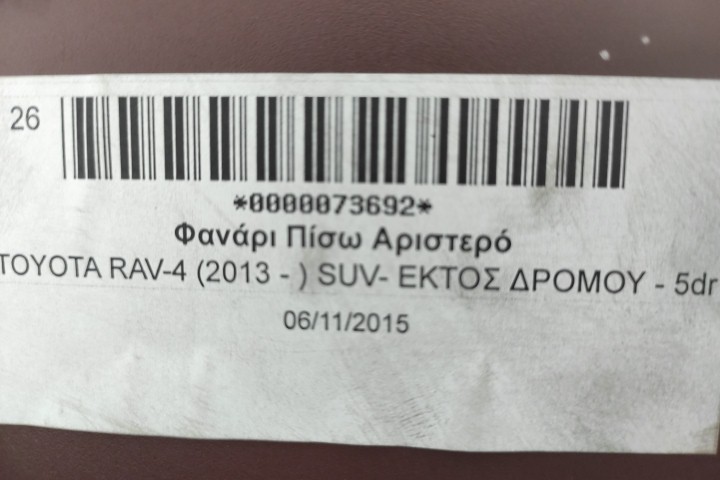 26
*0000073692*
Φανάρι Πίσω Αριστερό
TOYOTA RAV-4 (2013 - ) SUV- ΕΚΤΟΣ ΔΡΟΜΟΥ - 5dr
06/11/2015